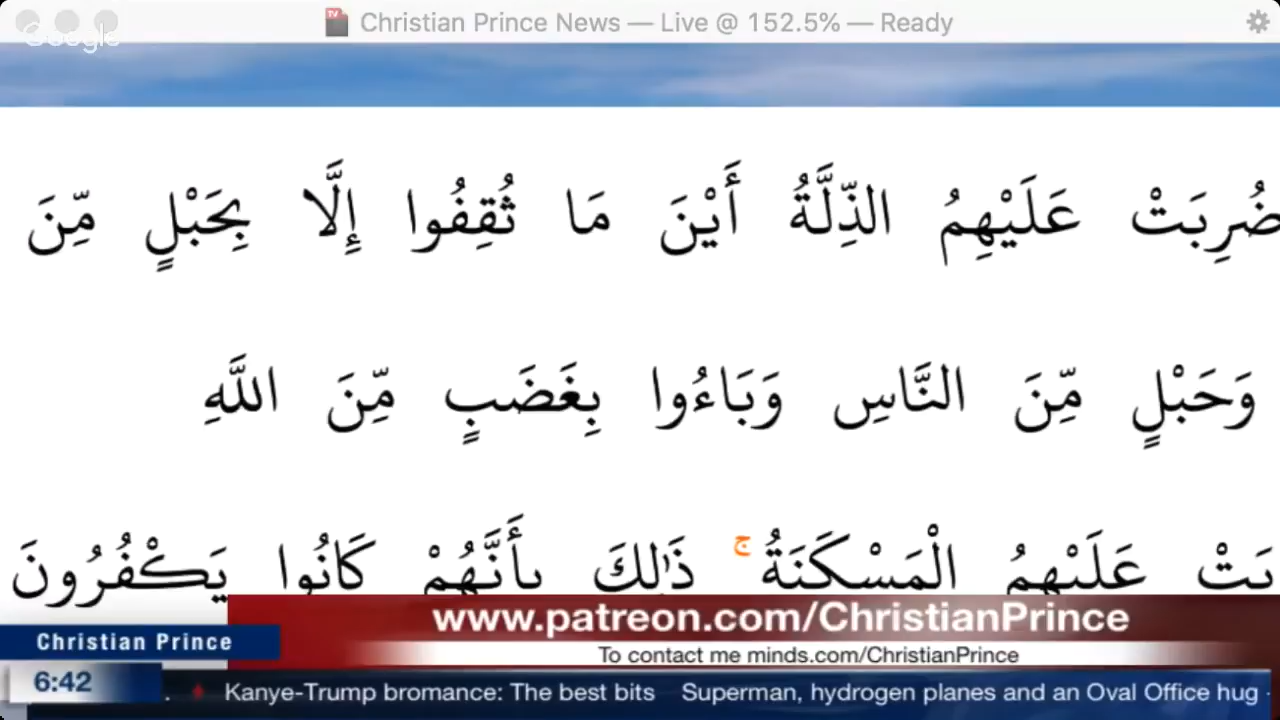 Google
Christian Prince News — Live @ 152.5% — Ready
ضُرِبَتْ عَلَيْهِمُ الذِّلَّةُ أَيْنَ مَا ثُقِفُوا إِلَّا بِحَبْلٍ مِّنَ
وَحَبْلٍ مِّنَ النَّاسِ وَبَاءُوا بِغَضَبٍ مِّنَ اللَّهِ
بَتْ عَلَيْهِمُ الْمَسْكَنَةُ ۚ ذَٰلِكَ بِأَنَّهُمْ كَانُوا يَكْفُرُونَ
www.patreon.com/ChristianPrince
Christian Prince
To contact me minds.com/ChristianPrince
6:42
. ♦ Kanye-Trump bromance: The best bits Superman, hydrogen planes and an Oval Office hug -